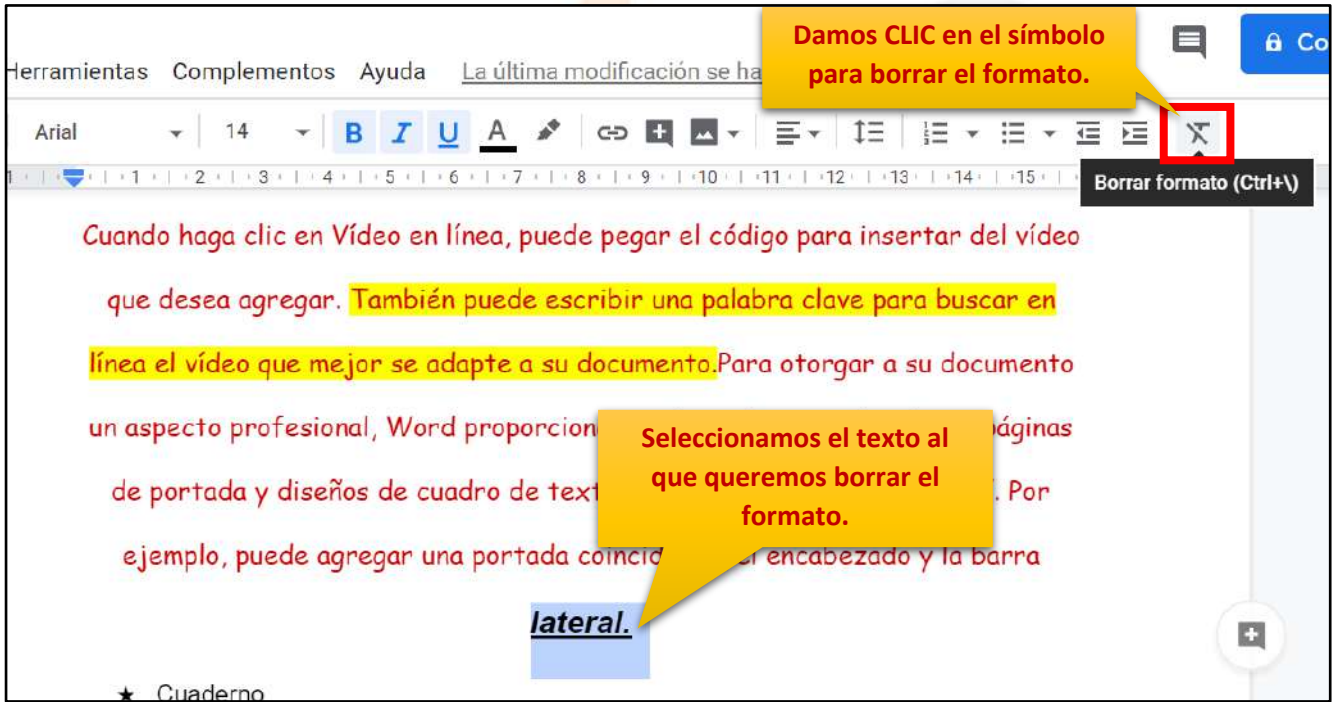 Damos CLIC en el símbolo
para borrar el formato.
Co
Herramientas Complementos Ayuda La última modificación se ha
Arial 14 B I U A
1 1 2 3 4 5 6 7 8 9 10 11 12 13 14 15
Borrar formato (Ctrl+\)
Cuando haga clic en Vídeo en línea, puede pegar el código para insertar del vídeo
que desea agregar. También puede escribir una palabra clave para buscar en
línea el vídeo que mejor se adapte a su documento.Para otorgar a su documento
un aspecto profesional, Word proporcion áginas
de portada y diseños de cuadro de text . Por
ejemplo, puede agregar una portada coincid el encabezado y la barra
lateral.
Seleccionamos el texto al
que queremos borrar el
formato.
★ Cuaderno